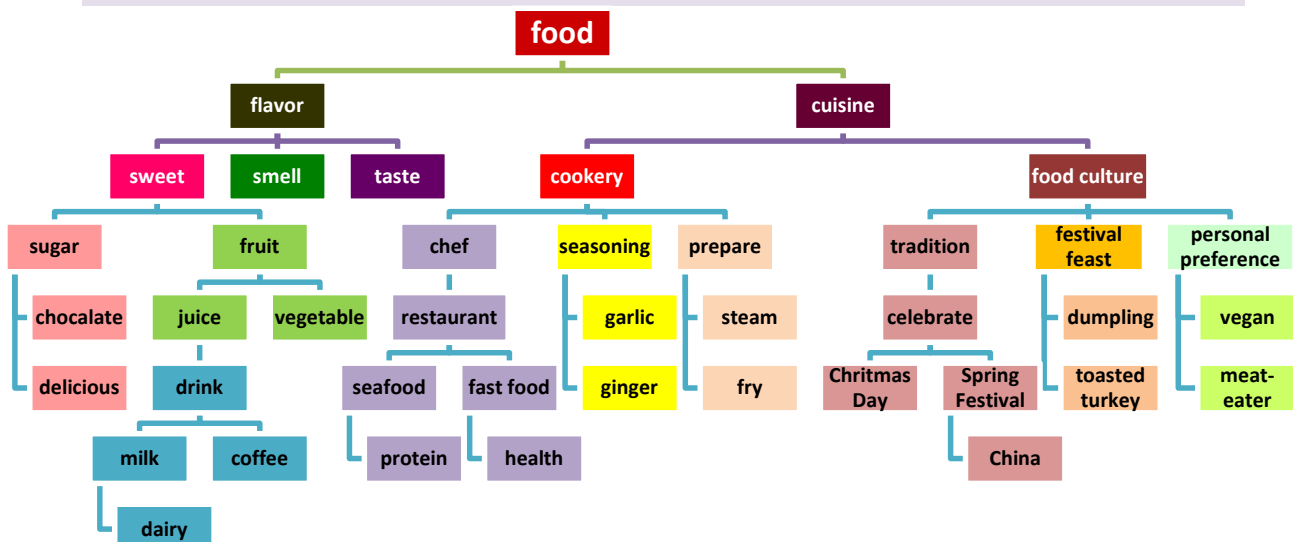 food
flavor
cuisine
sweet
smell
taste
cookery
food culture
sugar
fruit
chef
seasoning
prepare
tradition
festival
feast
personal
preference
chocalate
juice
vegetable
restaurant
garlic
steam
celebrate
dumpling
vegan
delicious
drink
seafood
fast food
ginger
fry
Chritmas
Day
Spring
Festival
toasted
turkey
meat-
eater
milk
coffee
protein
health
China
dairy